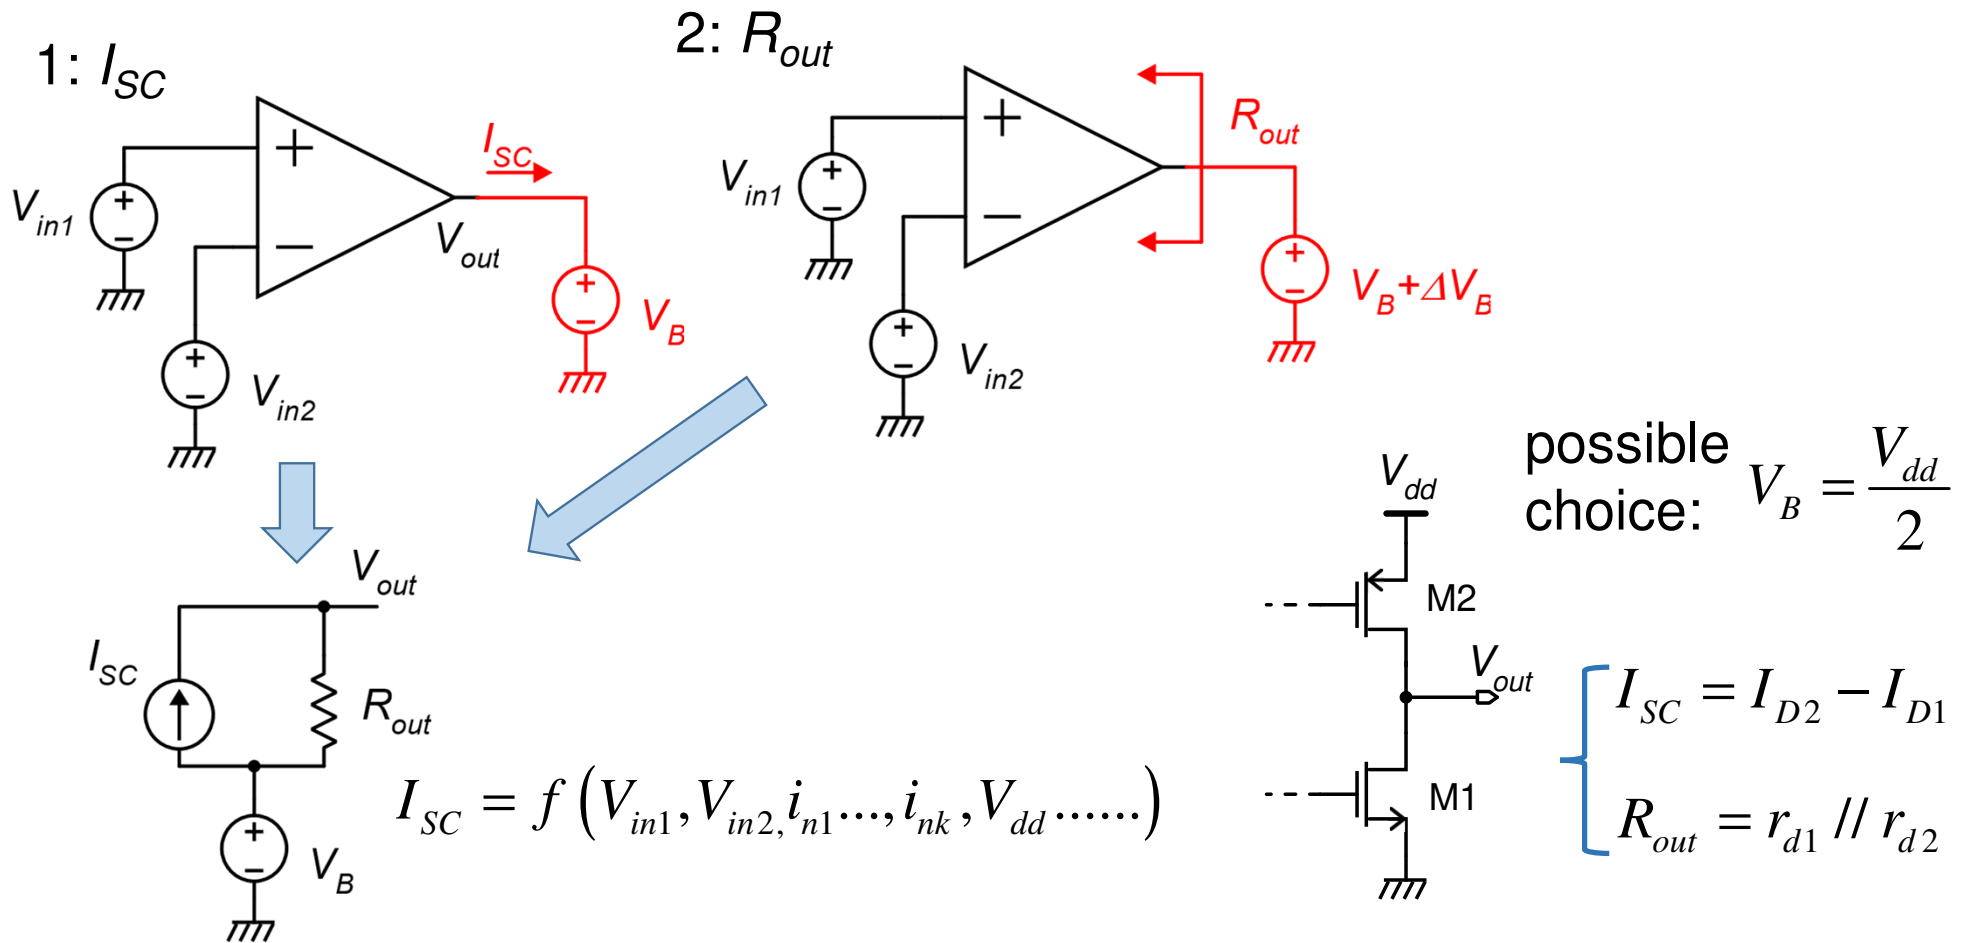 1: I_SC
2: R_out
V_in1
+
−
+
−
V_in2
+
−
V_out
I_SC
+
−
V_B
V_in1
+
−
+
−
V_in2
+
−
R_out
+
−
V_B+ΔV_B
possible choice: V_B = V_dd / 2
V_out
I_SC
R_out
+
−
V_B
I_SC = f (V_in1, V_in2, i_n1 ..., i_nk , V_dd ......)
V_dd
M2
V_out
M1
I_SC = I_D2 − I_D1
R_out = r_d1 // r_d2